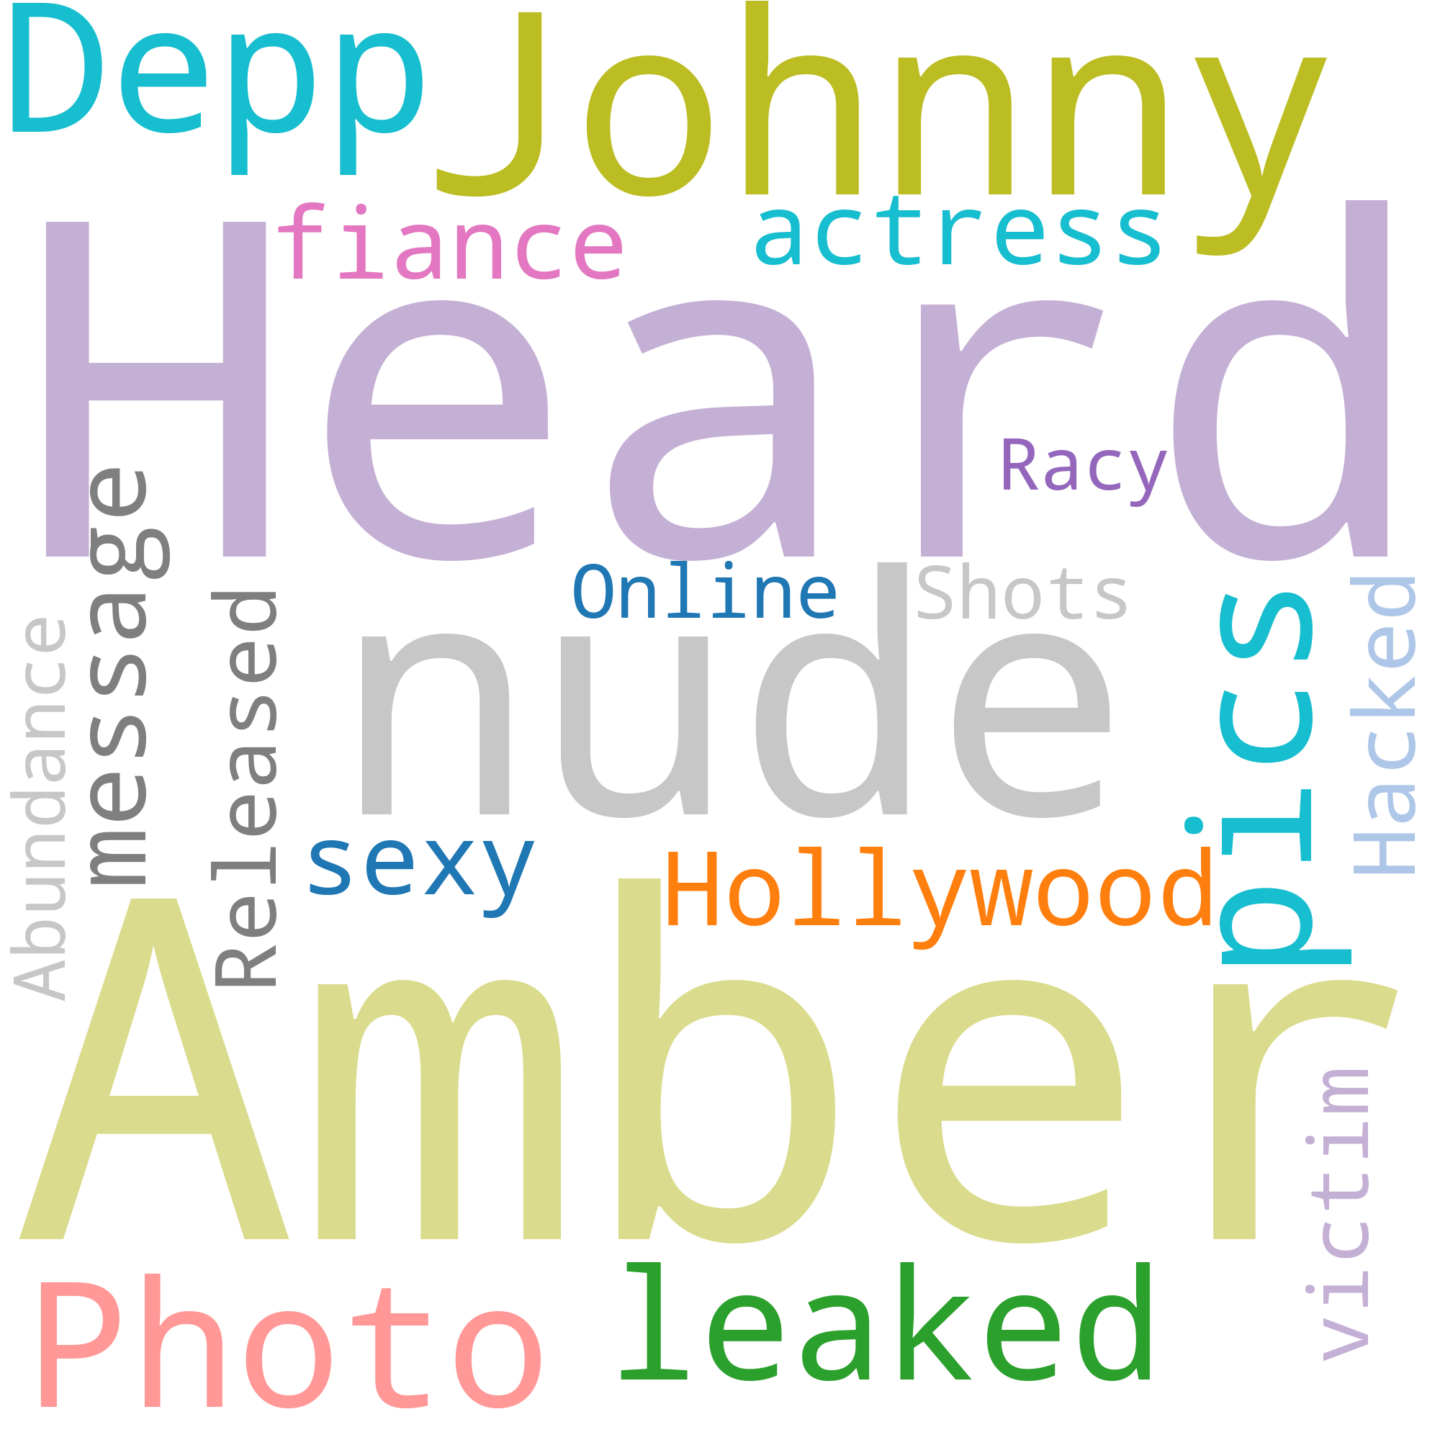 Depp Johnny
fiance actress
Heard
Racy
message
Online Shots
Released
Abundance
nude
pics
Hacked
sexy
Hollywood
Amber
victim
Photo leaked